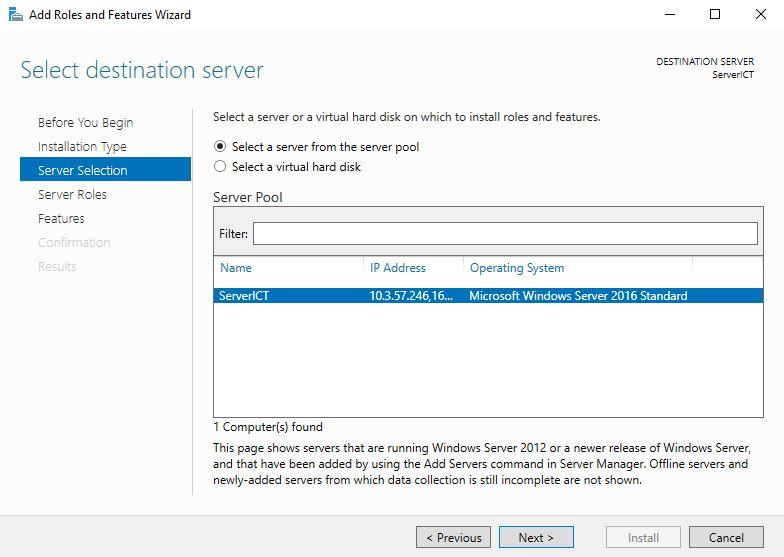 Add Roles and Features Wizard
Select destination server
DESTINATION SERVER
ServerICT
Before You Begin
Installation Type
Server Selection
Server Roles
Features
Confirmation
Results
Select a server or a virtual hard disk on which to install roles and features.
Select a server from the server pool
Select a virtual hard disk
Server Pool
Filter:
Name IP Address Operating System
ServerICT 10.3.57.246,16... Microsoft Windows Server 2016 Standard
1 Computer(s) found
This page shows servers that are running Windows Server 2012 or a newer release of Windows Server,
and that have been added by using the Add Servers command in Server Manager. Offline servers and
newly-added servers from which data collection is still incomplete are not shown.
< Previous Next > Install Cancel